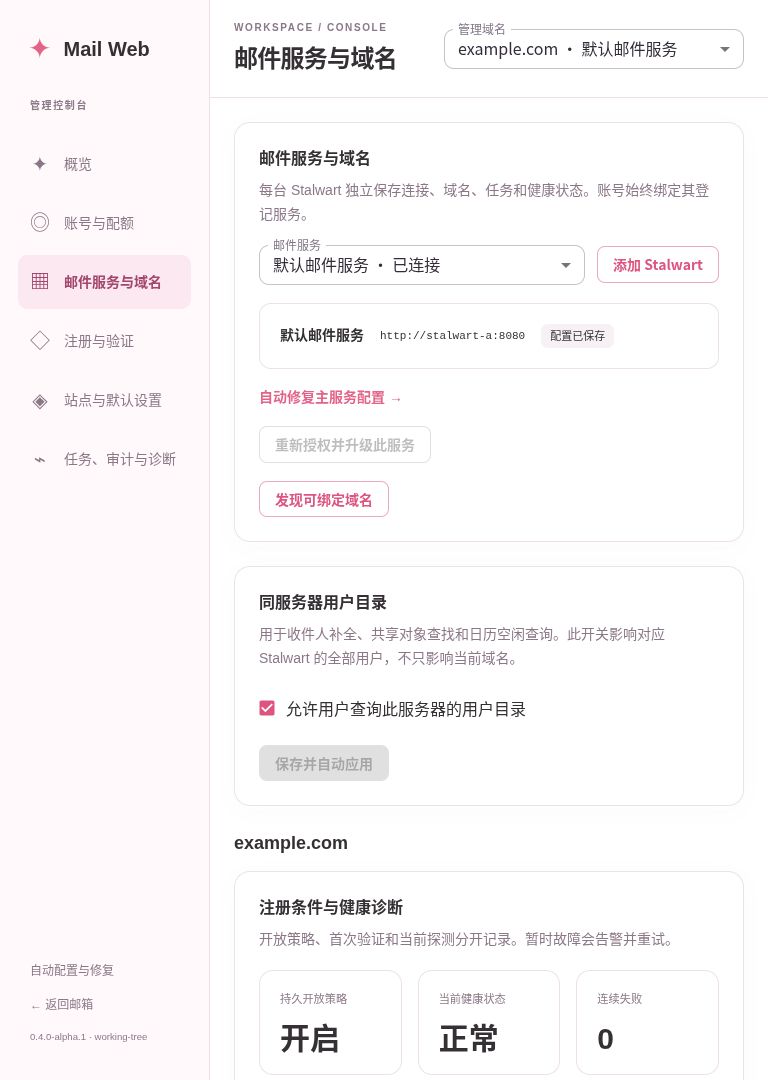 Mail Web
管理控制台
概览
账号与配额
邮件服务与域名
注册与验证
站点与默认设置
任务、审计与诊断
自动配置与修复
← 返回邮箱
0.4.0-alpha.1 · working-tree
WORKSPACE / CONSOLE
邮件服务与域名
管理域名
example.com · 默认邮件服务
邮件服务与域名
每台 Stalwart 独立保存连接、域名、任务和健康状态。账号始终绑定其登
记服务。
邮件服务
默认邮件服务 · 已连接
添加 Stalwart
默认邮件服务 http://stalwart-a:8080 配置已保存
自动修复主服务配置 →
重新授权并升级此服务
发现可绑定域名
同服务器用户目录
用于收件人补全、共享对象查找和日历空闲查询。此开关影响对应
Stalwart 的全部用户，不只影响当前域名。
允许用户查询此服务器的用户目录
保存并自动应用
example.com
注册条件与健康诊断
开放策略、首次验证和当前探测分开记录。暂时故障会告警并重试。
持久开放策略
开启
当前健康状态
正常
连续失败
0